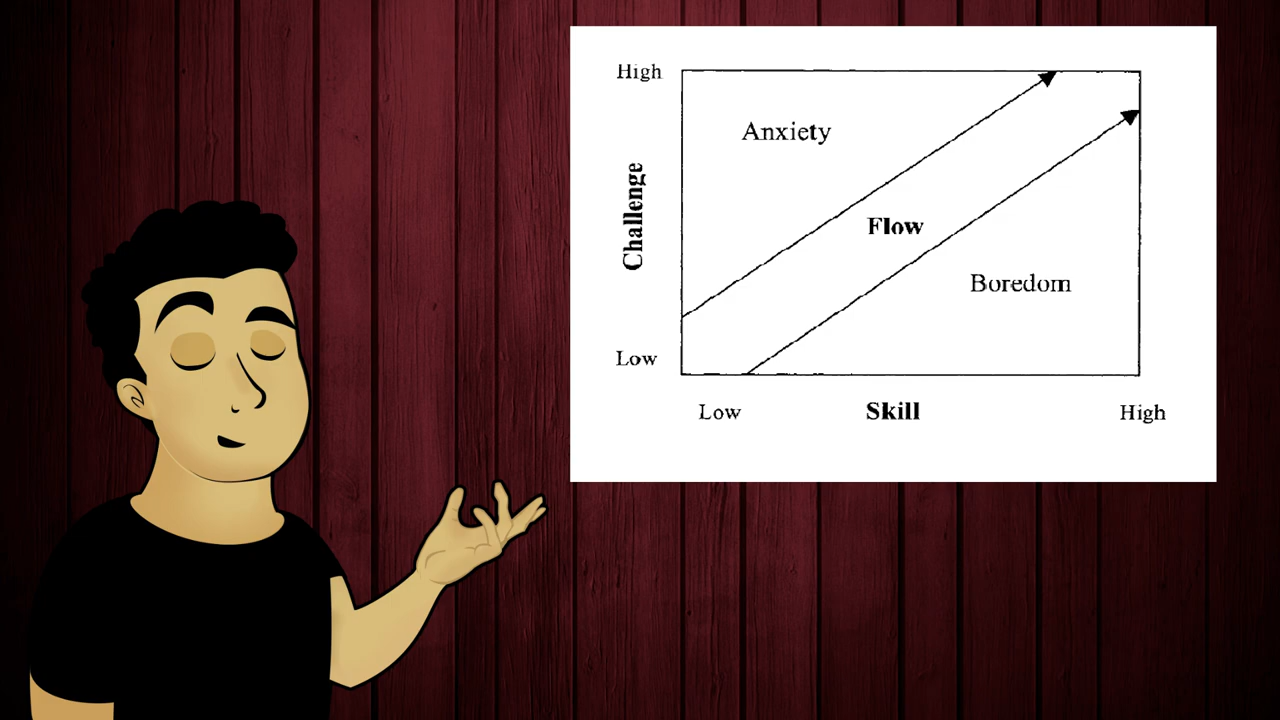 High
Anxiety
Challenge
Flow
Boredom
Low
Low
Skill
High